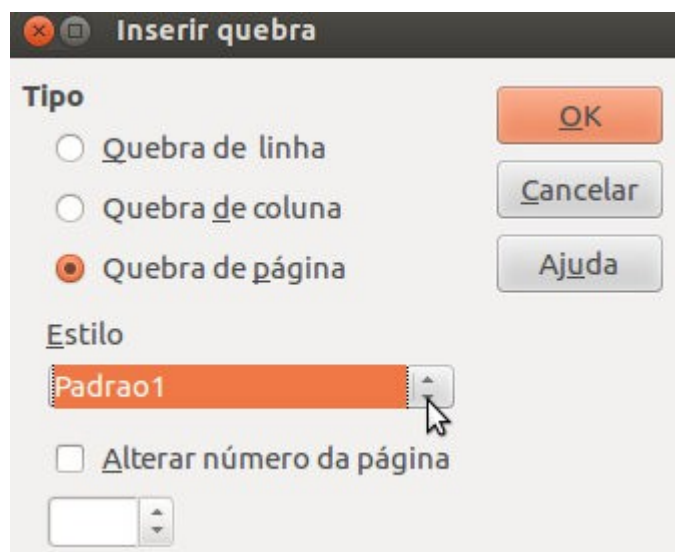 Inserir quebra
Tipo
Quebra de linha
Quebra de coluna
Quebra de página
OK
Cancelar
Ajuda
Estilo
Padrao1
Alterar número da página